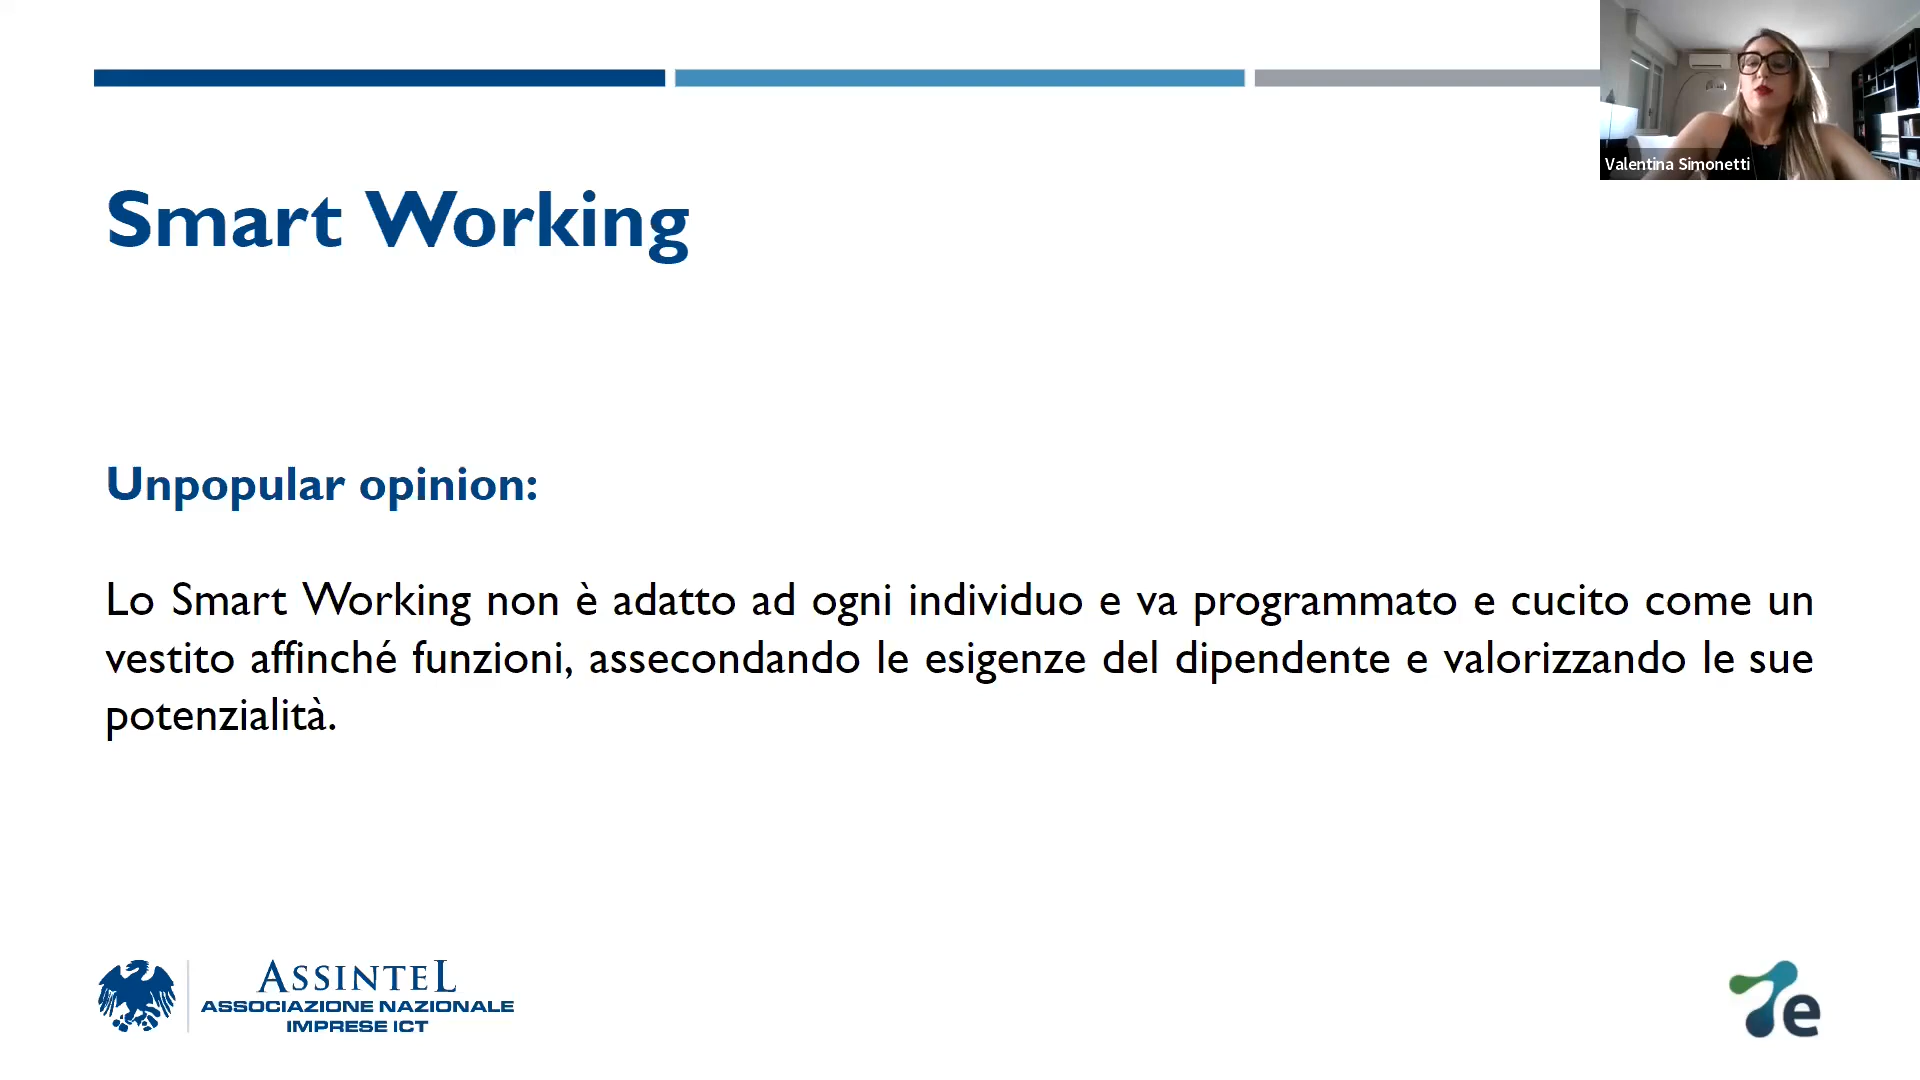 Valentina Simonetti
Smart Working
Unpopular opinion:
Lo Smart Working non è adatto ad ogni individuo e va programmato e cucito come un
vestito affinché funzioni, assecondando le esigenze del dipendente e valorizzando le sue
potenzialità.
ASSINTEL
ASSOCIAZIONE NAZIONALE
IMPRESE ICT
e